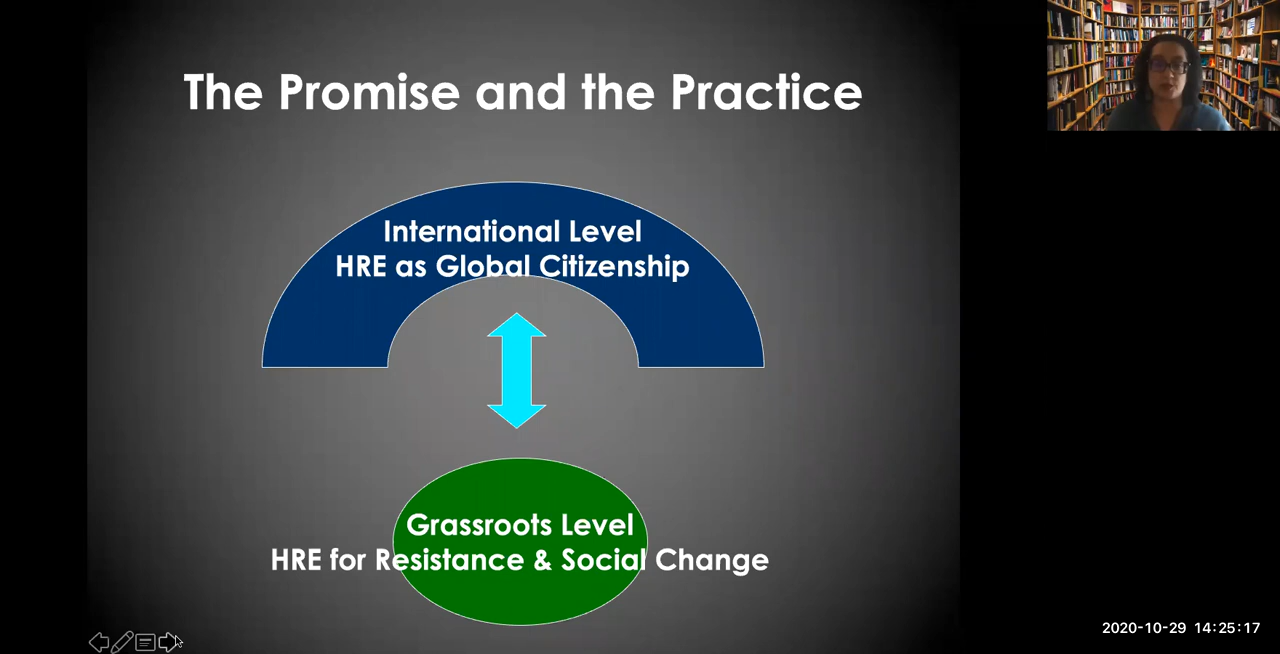 The Promise and the Practice
International Level
HRE as Global Citizenship
Grassroots Level
HRE for Resistance & Social Change
2020-10-29 14:25:17